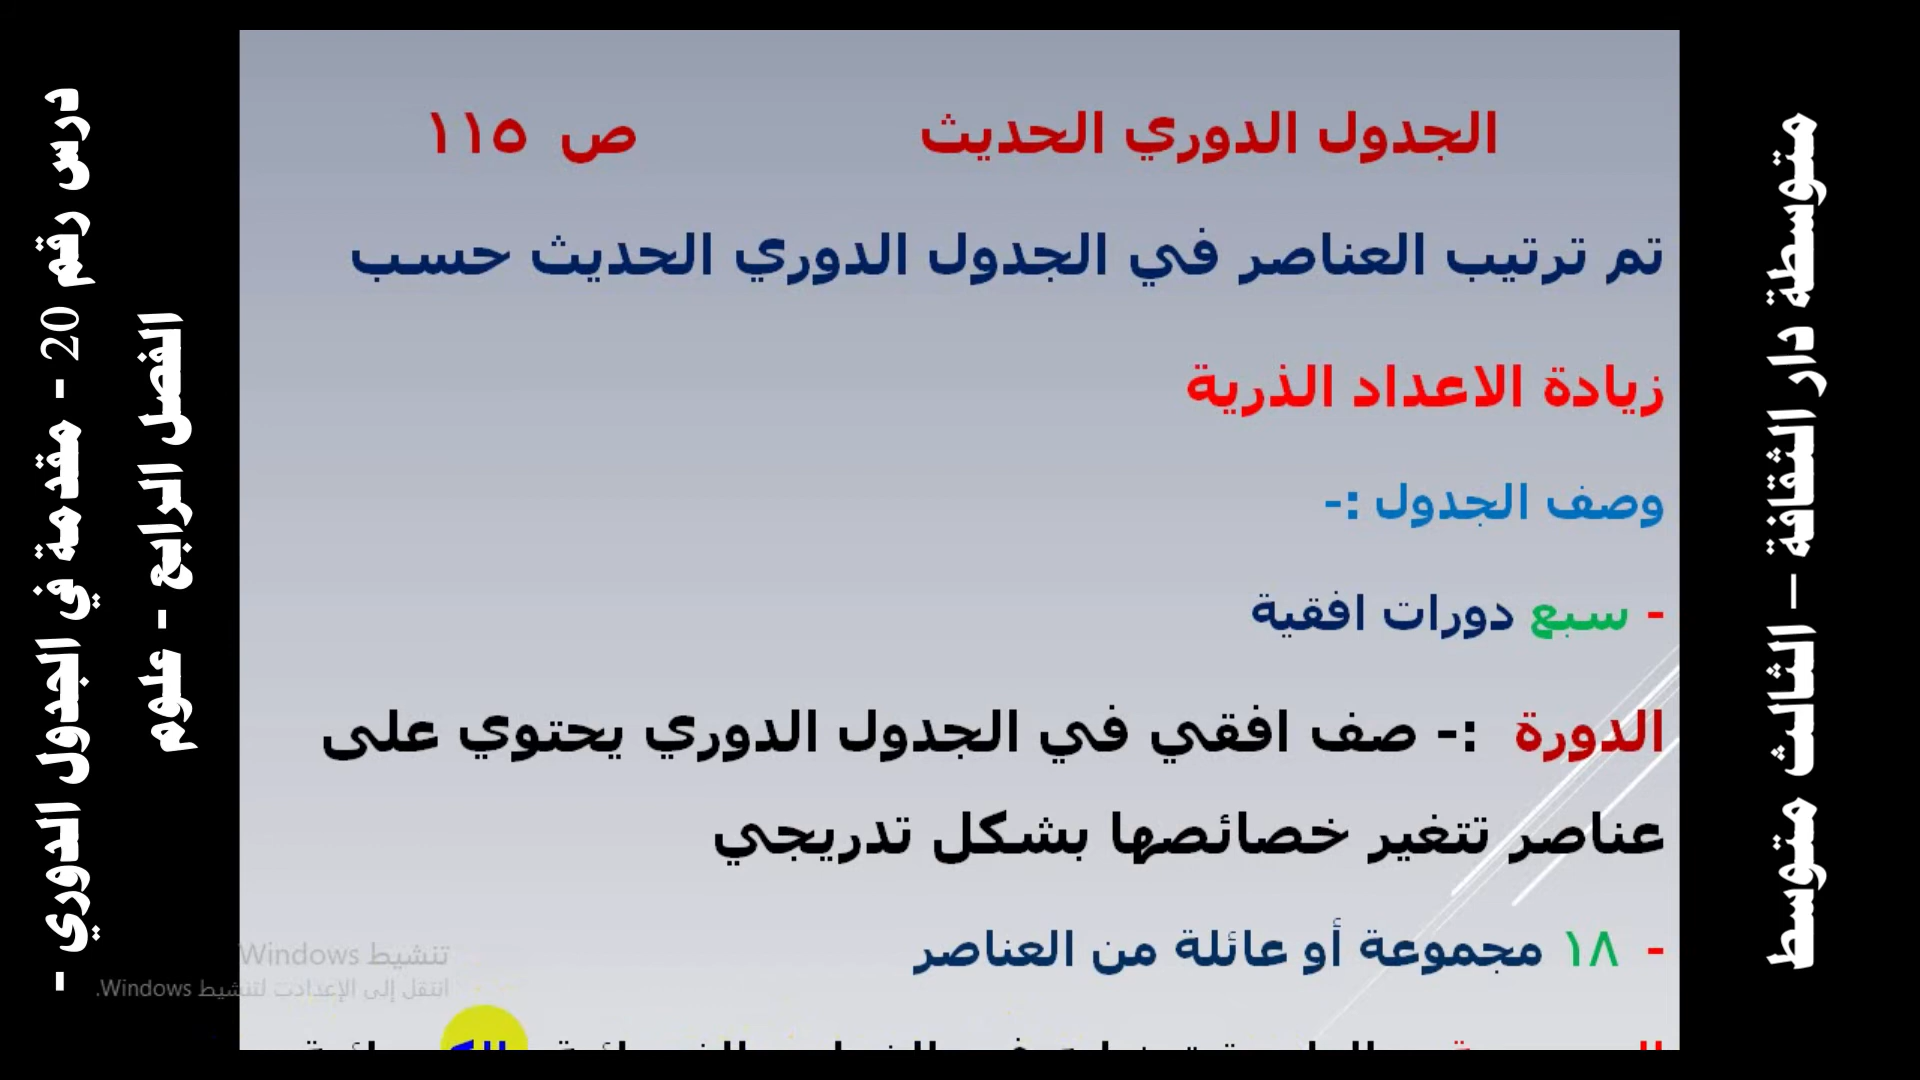 الجدول الدوري الحديث ص ١١٥
تم ترتيب العناصر في الجدول الدوري الحديث حسب
زيادة الاعداد الذرية
وصف الجدول :-
- سبع دورات افقية
الدورة :- صف افقي في الجدول الدوري يحتوي على
عناصر تتغير خصائصها بشكل تدريجي
- ١٨ مجموعة أو عائلة من العناصر
تنشيط Windows
انتقل إلى الإعدادت لتنشيط Windows.
متوسطة دار الثقافة – الثالث متوسط
درس رقم 20 - مقدمة في الجدول الدوري -
الفصل الرابع - علوم